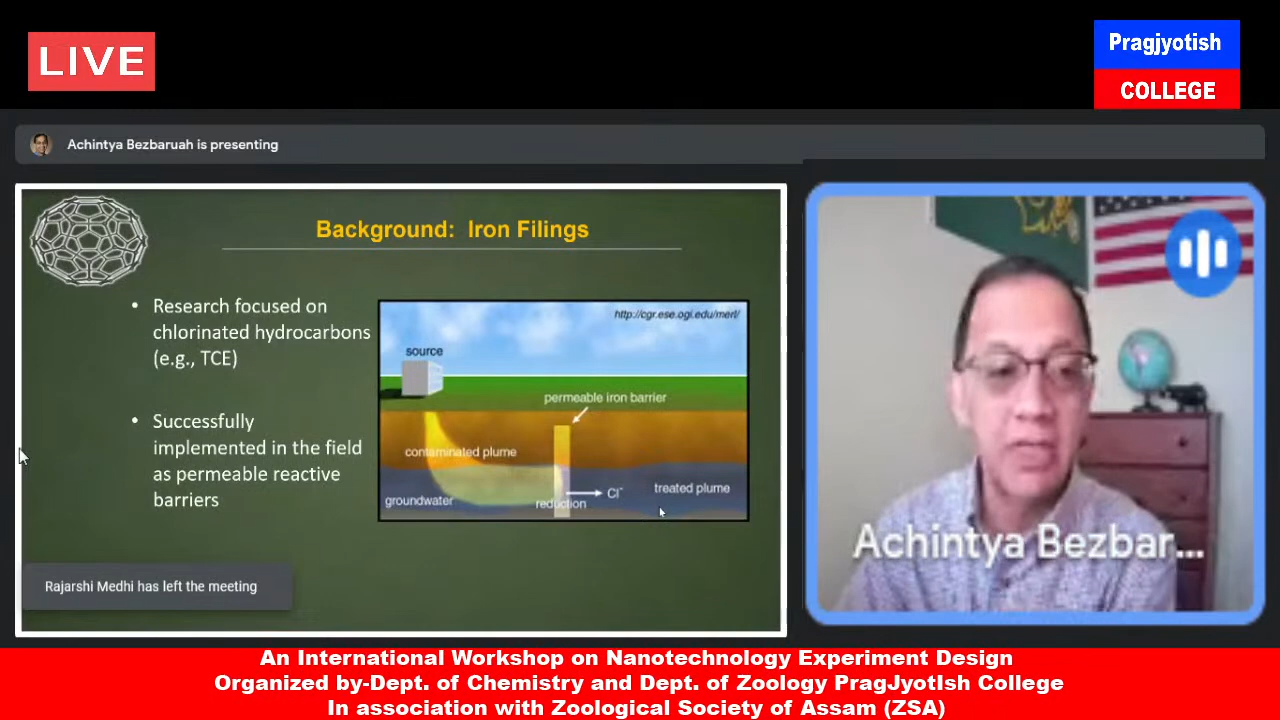 LIVE
Pragjyotish
COLLEGE
Achintya Bezbaruah is presenting
Background: Iron Filings
• Research focused on
chlorinated hydrocarbons
(e.g., TCE)
• Successfully
implemented in the field
as permeable reactive
barriers
http://cgr.ese.ogi.edu/merl/
source
permeable iron barrier
contaminated plume
groundwater
reduction
Cl⁻
treated plume
Rajarshi Medhi has left the meeting
Achintya Bezbar...
An International Workshop on Nanotechnology Experiment Design
Organized by-Dept. of Chemistry and Dept. of Zoology PragJyotIsh College
In association with Zoological Society of Assam (ZSA)